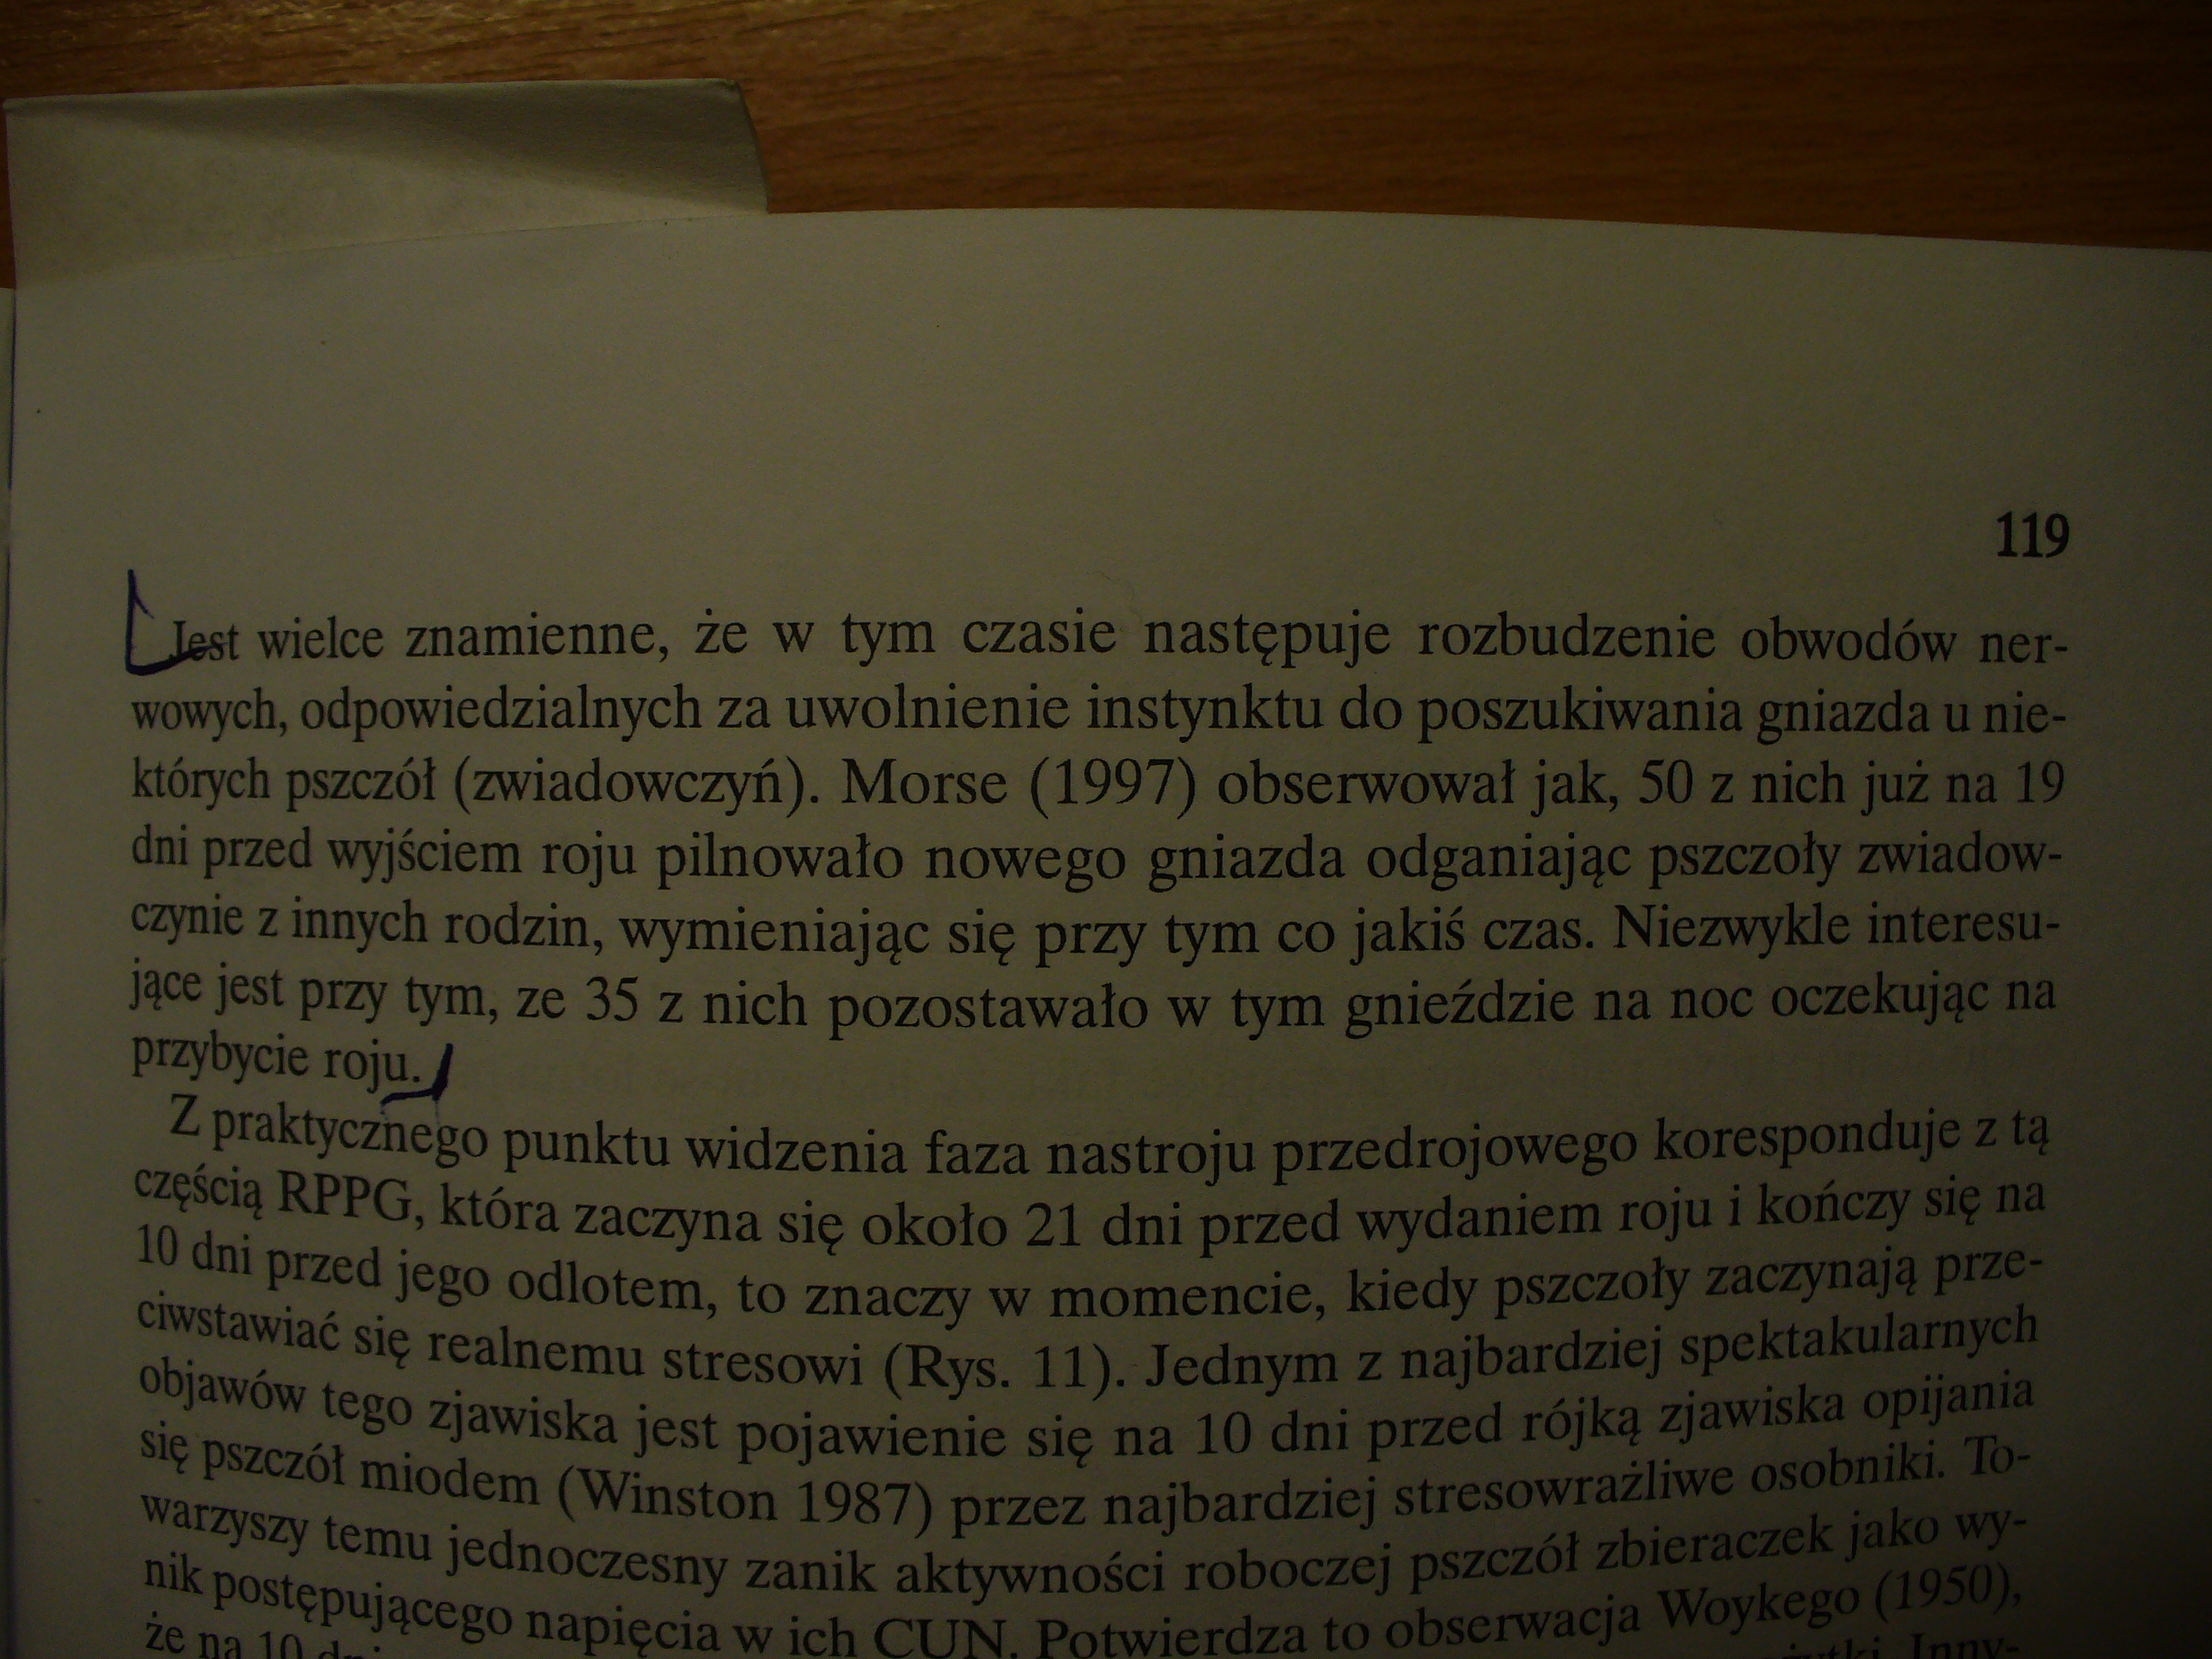 119
Jest wielce znamienne, że w tym czasie następuje rozbudzenie obwodów ner-
wowych, odpowiedzialnych za uwolnienie instynktu do poszukiwania gniazda u nie-
których pszczół (zwiadowczyń). Morse (1997) obserwował jak, 50 z nich już na 19
dni przed wyjściem roju pilnowało nowego gniazda odganiając pszczoły zwiadow-
czynie z innych rodzin, wymieniając się przy tym co jakiś czas. Niezwykle interesu-
jące jest przy tym, ze 35 z nich pozostawało w tym gnieździe na noc oczekując na
przybycie roju.
Z praktycznego punktu widzenia faza nastroju przedrojowego koresponduje z tą
częścią RPPG, która zaczyna się około 21 dni przed wydaniem roju i kończy się na
10 dni przed jego odlotem, to znaczy w momencie, kiedy pszczoły zaczynają prze-
ciwstawiać się realnemu stresowi (Rys. 11). Jednym z najbardziej spektakularnych
objawów tego zjawiska jest pojawienie się na 10 dni przed rójką zjawiska opijania
się pszczół miodem (Winston 1987) przez najbardziej stresowrażliwe osobniki. To-
warzyszy temu jednoczesny zanik aktywności roboczej pszczół zbieraczek jako wy-
nik postępującego napięcia w ich CUN. Potwierdza to obserwacja Woykego (1950),
że na 10